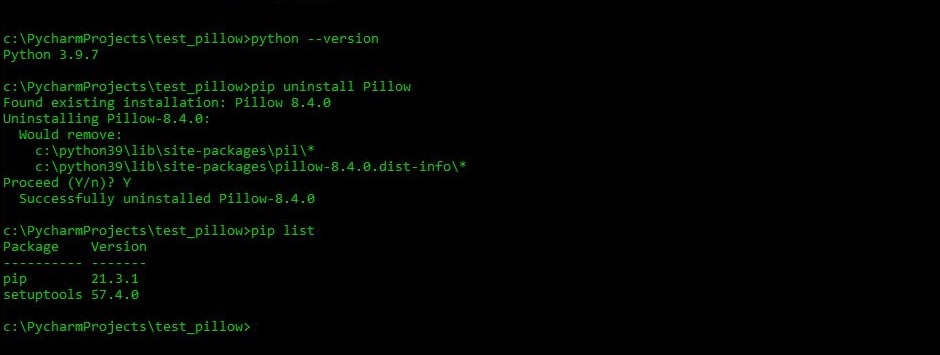 c:\PycharmProjects\test_pillow>python --version
Python 3.9.7
c:\PycharmProjects\test_pillow>pip uninstall Pillow
Found existing installation: Pillow 8.4.0
Uninstalling Pillow-8.4.0:
  Would remove:
    c:\python39\lib\site-packages\pil\*
    c:\python39\lib\site-packages\pillow-8.4.0.dist-info\*
Proceed (Y/n)? Y
  Successfully uninstalled Pillow-8.4.0
c:\PycharmProjects\test_pillow>pip list
Package    Version
---------- -------
pip        21.3.1
setuptools 57.4.0
c:\PycharmProjects\test_pillow>